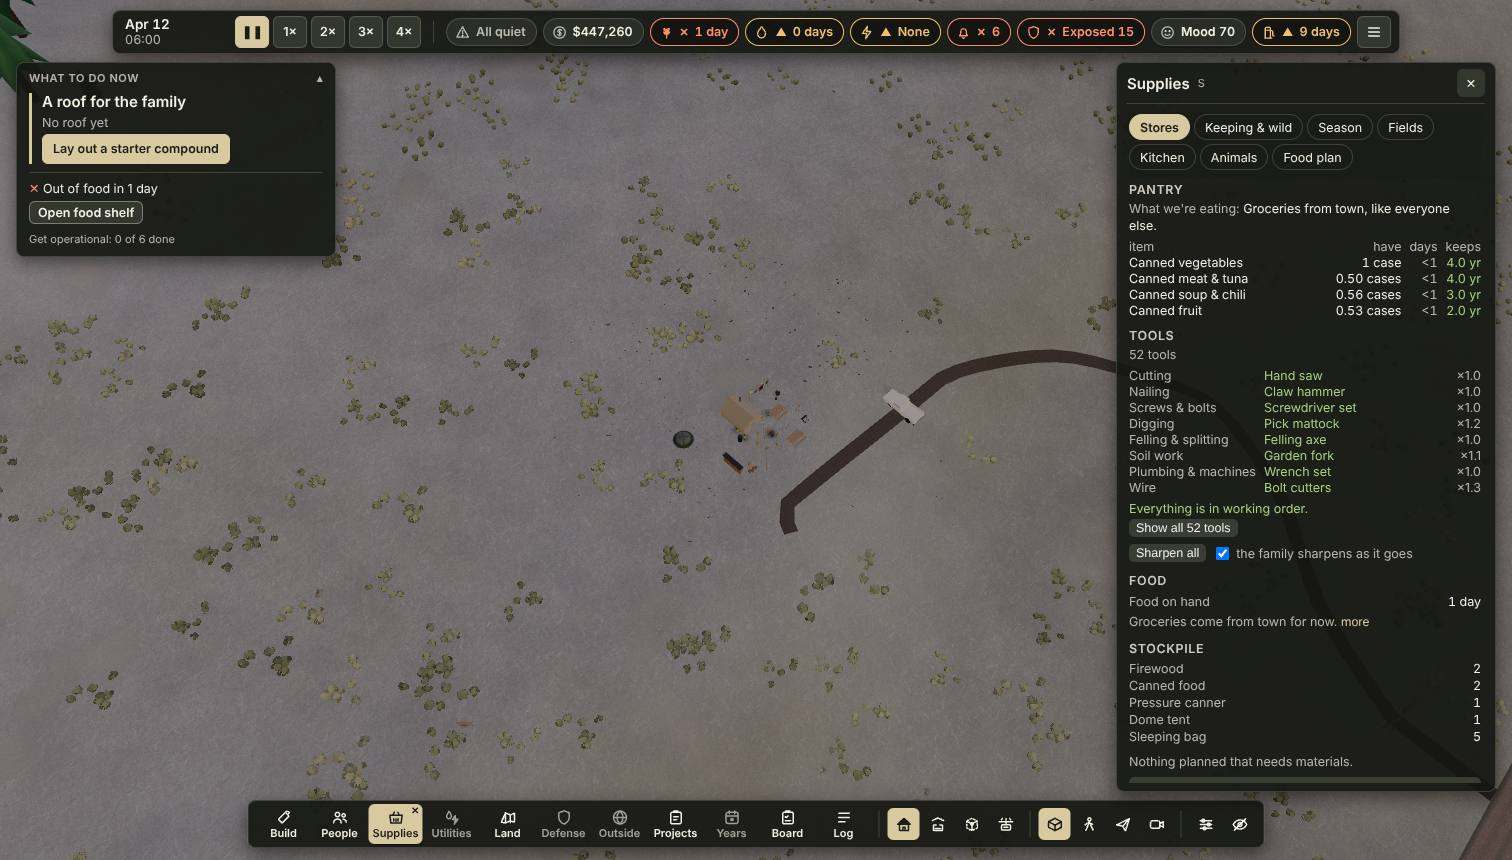 Apr 12
06:00
1×
2×
3×
4×
All quiet
$447,260
× 1 day
▲ 0 days
▲ None
× 6
× Exposed 15
Mood 70
▲ 9 days
WHAT TO DO NOW
A roof for the family
No roof yet
Lay out a starter compound
× Out of food in 1 day
Open food shelf
Get operational: 0 of 6 done
Supplies S
Stores Keeping & wild Season Fields
Kitchen Animals Food plan
PANTRY
What we're eating: Groceries from town, like everyone
else.
item have days keeps
Canned vegetables 1 case <1 4.0 yr
Canned meat & tuna 0.50 cases <1 4.0 yr
Canned soup & chili 0.56 cases <1 3.0 yr
Canned fruit 0.53 cases <1 2.0 yr
TOOLS
52 tools
Cutting Hand saw ×1.0
Nailing Claw hammer ×1.0
Screws & bolts Screwdriver set ×1.0
Digging Pick mattock ×1.2
Felling & splitting Felling axe ×1.0
Soil work Garden fork ×1.1
Plumbing & machines Wrench set ×1.0
Wire Bolt cutters ×1.3
Everything is in working order.
Show all 52 tools
Sharpen all the family sharpens as it goes
FOOD
Food on hand 1 day
Groceries come from town for now. more
STOCKPILE
Firewood 2
Canned food 2
Pressure canner 1
Dome tent 1
Sleeping bag 5
Nothing planned that needs materials.
Build
People
Supplies
Utilities
Land
Defense
Outside
Projects
Years
Board
Log